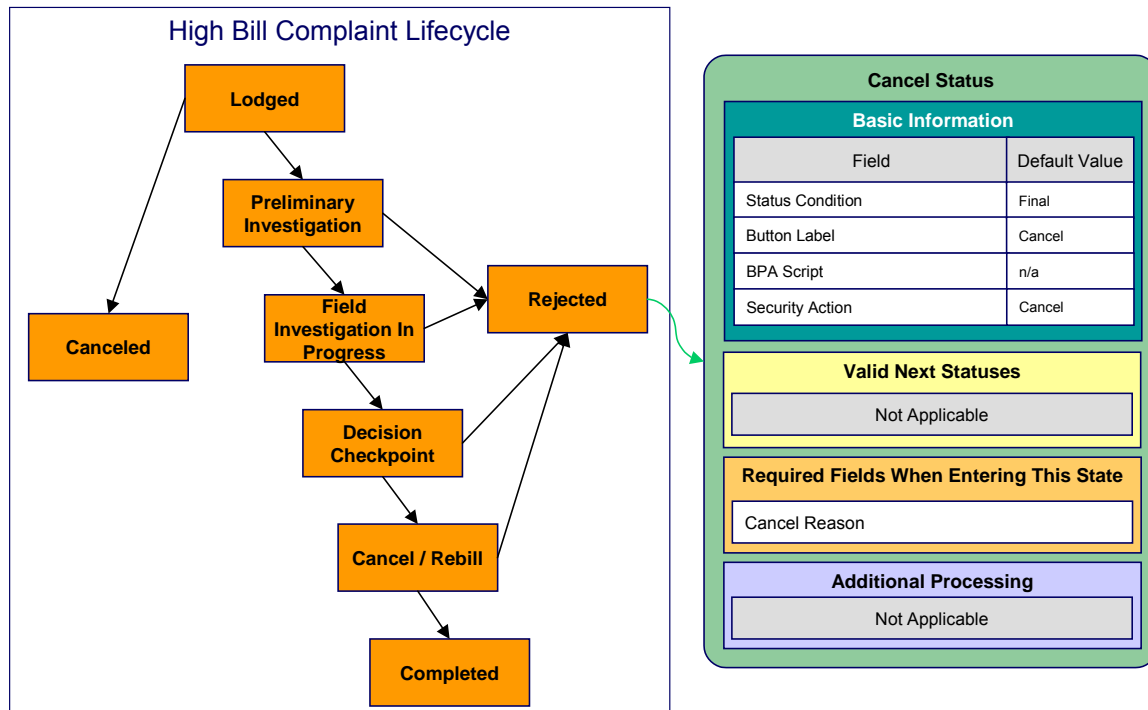 High Bill Complaint Lifecycle
Lodged
Preliminary
Investigation
Field
Investigation In
Progress
Rejected
Canceled
Decision
Checkpoint
Cancel / Rebill
Completed
Cancel Status
Basic Information
Field Default Value
Status Condition Final
Button Label Cancel
BPA Script n/a
Security Action Cancel
Valid Next Statuses
Not Applicable
Required Fields When Entering This State
Cancel Reason
Additional Processing
Not Applicable